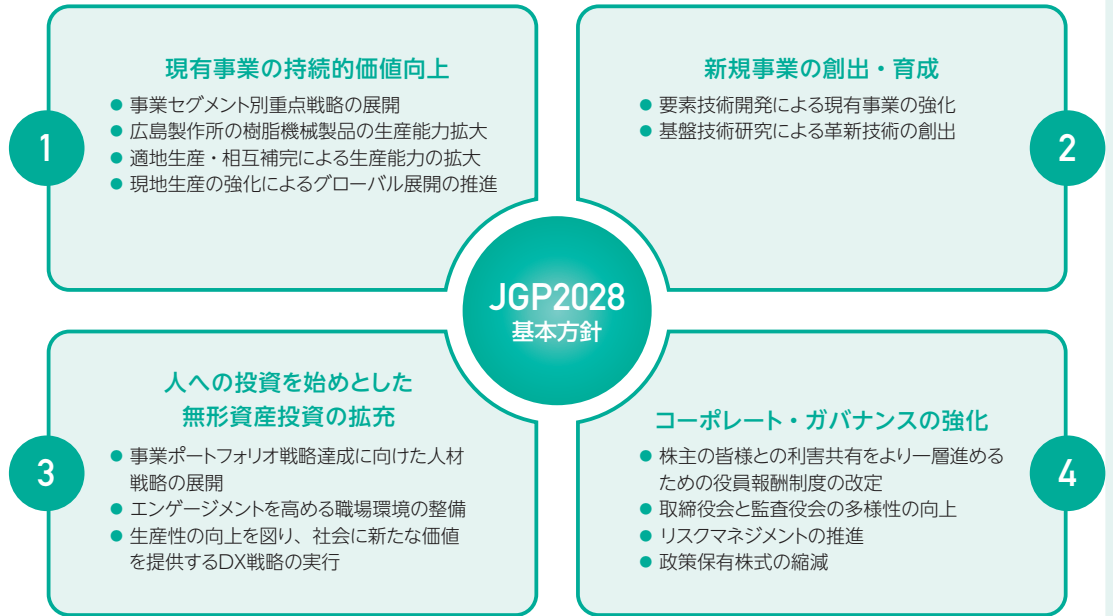 1
現有事業の持続的価値向上
● 事業セグメント別重点戦略の展開
● 広島製作所の樹脂機械製品の生産能力拡大
● 適地生産・相互補完による生産能力の拡大
● 現地生産の強化によるグローバル展開の推進
2
新規事業の創出・育成
● 要素技術開発による現有事業の強化
● 基盤技術研究による革新技術の創出
JGP2028
基本方針
3
人への投資を始めとした
無形資産投資の拡充
● 事業ポートフォリオ戦略達成に向けた人材
戦略の展開
● エンゲージメントを高める職場環境の整備
● 生産性の向上を図り、社会に新たな価値
を提供するDX戦略の実行
4
コーポレート・ガバナンスの強化
● 株主の皆様との利害共有をより一層進める
ための役員報酬制度の改定
● 取締役会と監査役会の多様性の向上
● リスクマネジメントの推進
● 政策保有株式の縮減